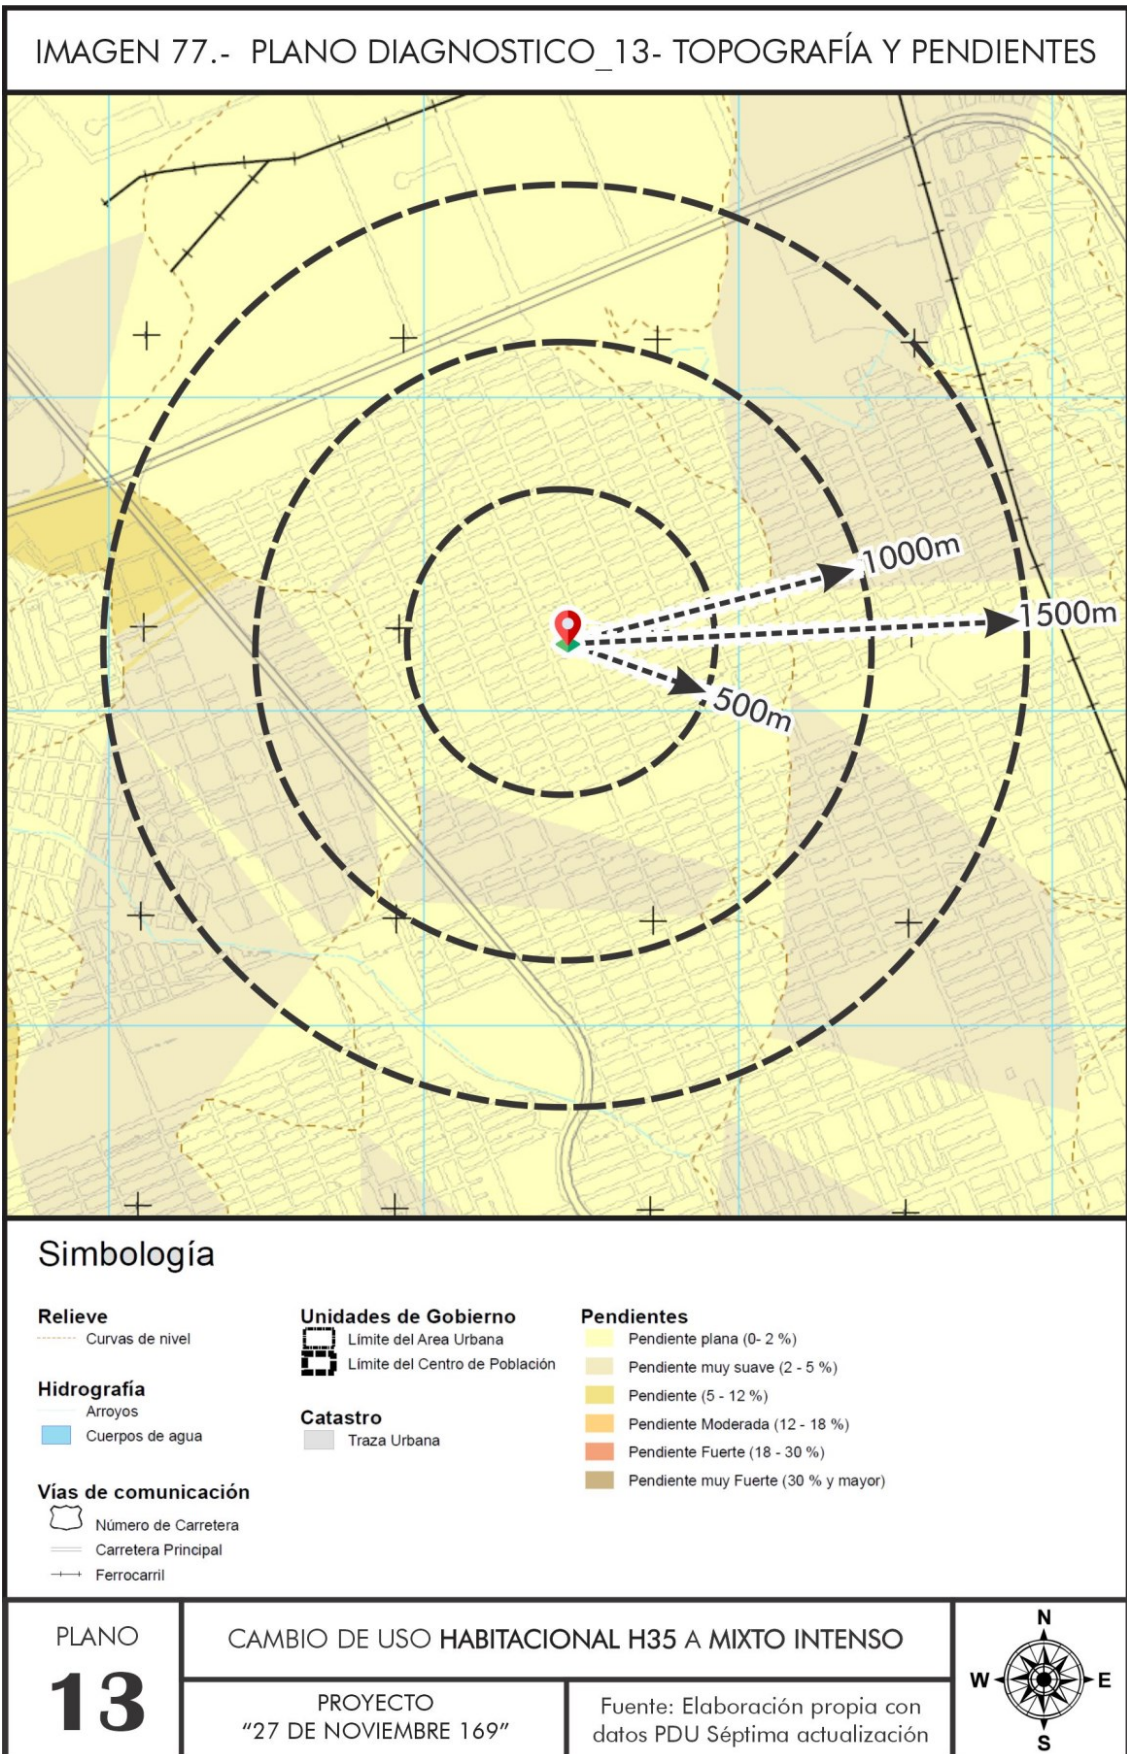 IMAGEN 77.- PLANO DIAGNOSTICO_13- TOPOGRAFÍA Y PENDIENTES
1000m
1500m
500m
Simbología
Relieve
Curvas de nivel
Hidrografía
Arroyos
Cuerpos de agua
Vías de comunicación
Número de Carretera
Carretera Principal
Ferrocarril
Unidades de Gobierno
Límite del Area Urbana
Límite del Centro de Población
Catastro
Traza Urbana
Pendientes
Pendiente plana (0- 2 %)
Pendiente muy suave (2 - 5 %)
Pendiente (5 - 12 %)
Pendiente Moderada (12 - 18 %)
Pendiente Fuerte (18 - 30 %)
Pendiente muy Fuerte (30 % y mayor)
PLANO
13
CAMBIO DE USO HABITACIONAL H35 A MIXTO INTENSO
PROYECTO
"27 DE NOVIEMBRE 169"
Fuente: Elaboración propia con
datos PDU Séptima actualización
N
W
E
S